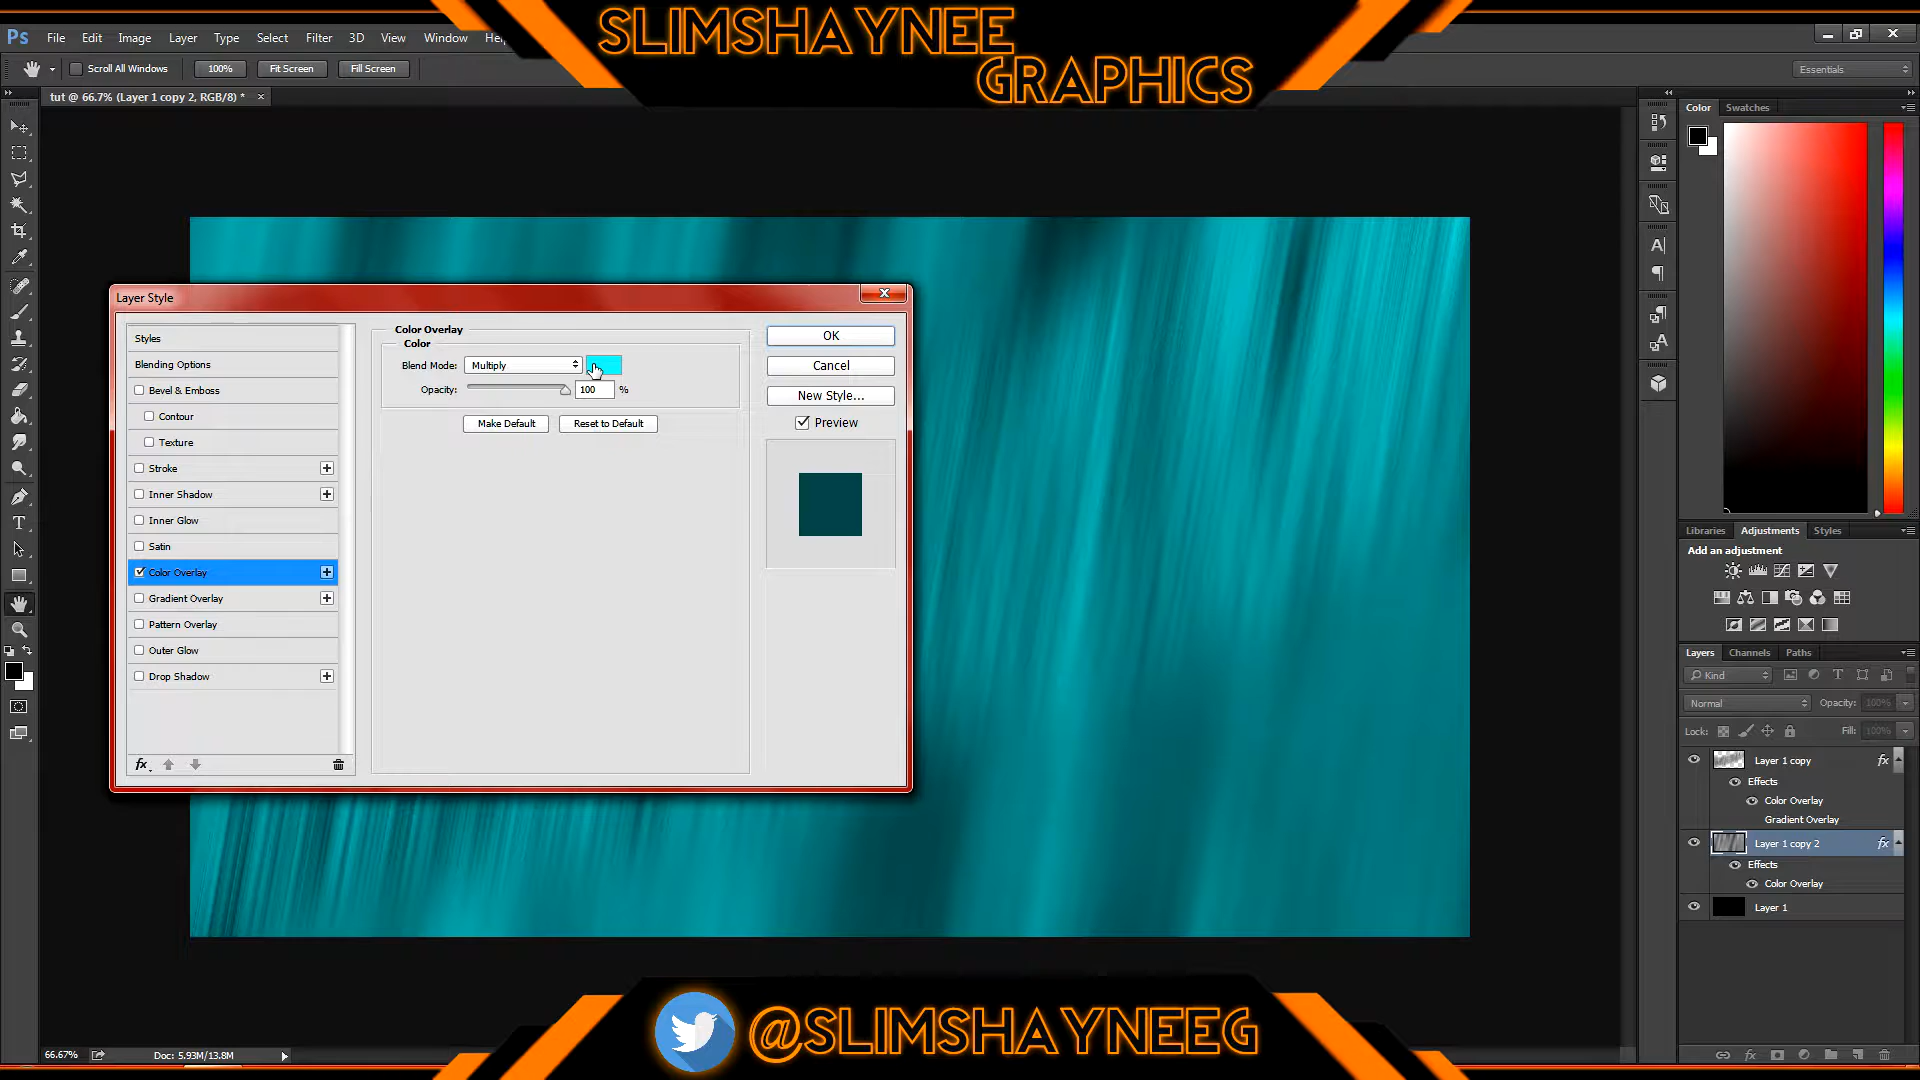 SLIMSHAYNEE
GRAPHICS
Ps File Edit Image Layer Type Select Filter 3D View Window
Scroll All Windows 100% Fit Screen Fill Screen
Essentials
tut @ 66.7% (Layer 1 copy 2, RGB/8) * ×
Color Swatches
Layer Style
Styles
Blending Options
Bevel & Emboss
Contour
Texture
Stroke
Inner Shadow
Inner Glow
Satin
Color Overlay
Gradient Overlay
Pattern Overlay
Outer Glow
Drop Shadow
fx
Color Overlay
Color
Blend Mode: Multiply
Opacity: 100 %
Make Default Reset to Default
OK
Cancel
New Style...
Preview
Libraries Adjustments Styles
Add an adjustment
Layers Channels Paths
Kind
Normal Opacity: 100%
Lock: Fill: 100%
Layer 1 copy fx
Effects
Color Overlay
Gradient Overlay
Layer 1 copy 2 fx
Effects
Color Overlay
Layer 1
@SLIMSHAYNEEG
66.67% Doc: 5.93M/13.8M